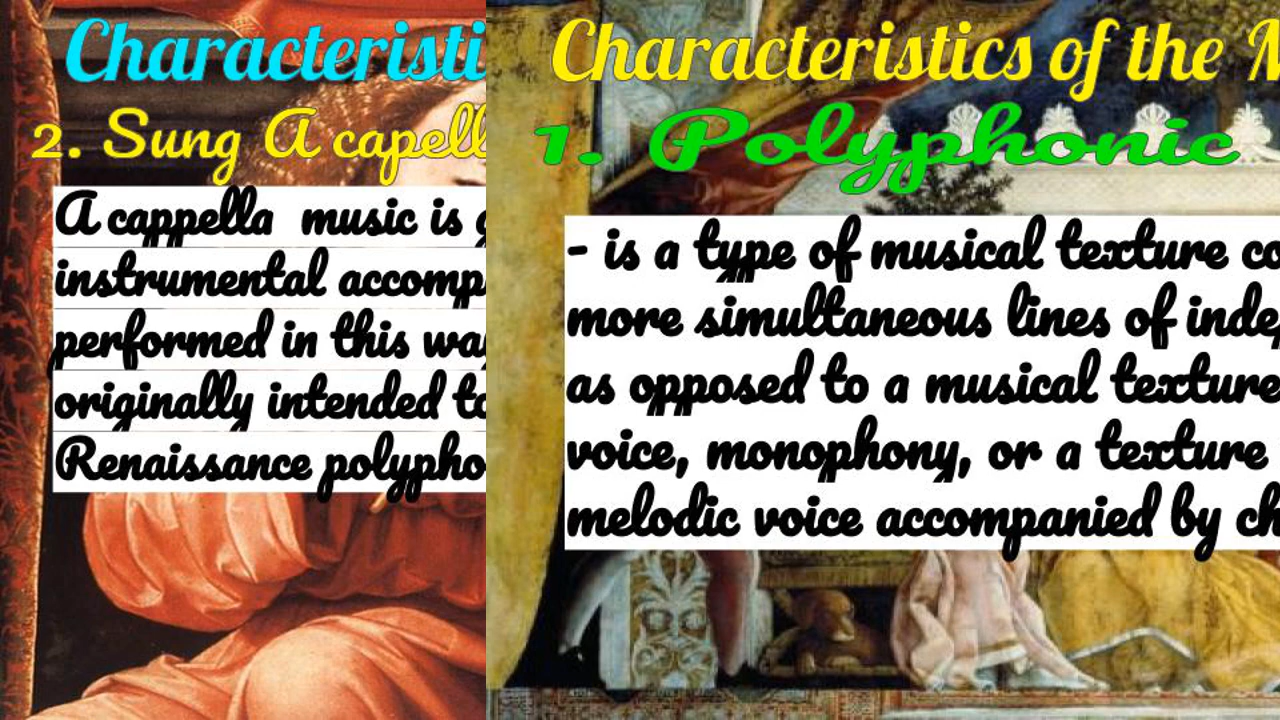 Characteristi
2. Sung A capell
A cappella music is g
instrumental accomp
performed in this wa
originally intended to
Renaissance polypho
Characteristics of the M
1. Polyphonic
- is a type of musical texture co
more simultaneous lines of inde
as opposed to a musical texture
voice, monophony, or a texture
melodic voice accompanied by ch